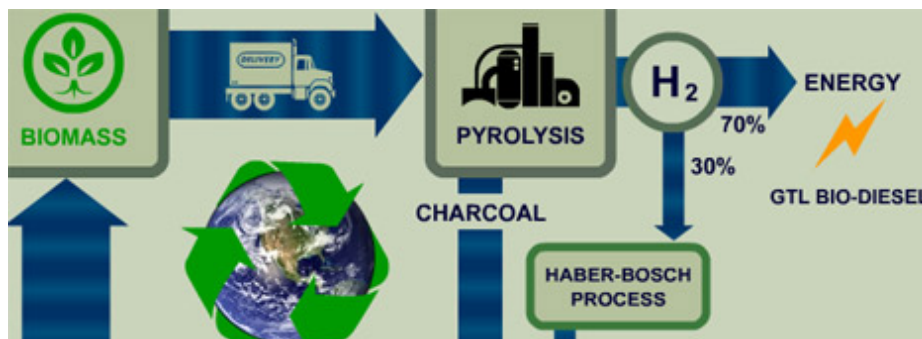 DELIVERY
BIOMASS
PYROLYSIS
H2
ENERGY
70%
30%
GTL BIO-DIESEL
CHARCOAL
HABER-BOSCH
PROCESS